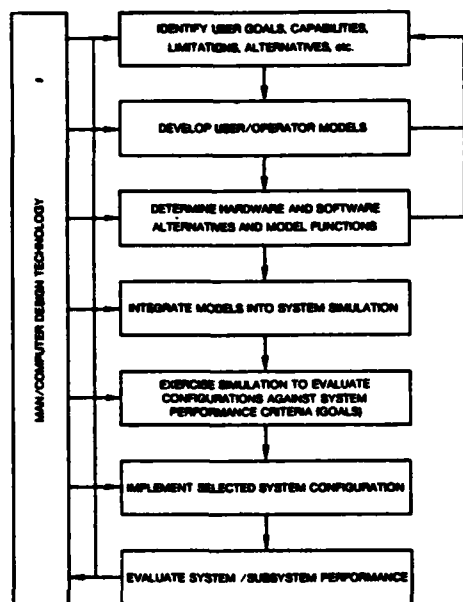 MAN/COMPUTER DESIGN TECHNOLOGY
IDENTIFY USER GOALS, CAPABILITIES,
LIMITATIONS, ALTERNATIVES, etc.
DEVELOP USER/OPERATOR MODELS
DETERMINE HARDWARE AND SOFTWARE
ALTERNATIVES AND MODEL FUNCTIONS
INTEGRATE MODELS INTO SYSTEM SIMULATION
EXERCISE SIMULATION TO EVALUATE
CONFIGURATIONS AGAINST SYSTEM
PERFORMANCE CRITERIA (GOALS)
IMPLEMENT SELECTED SYSTEM CONFIGURATION
EVALUATE SYSTEM /SUBSYSTEM PERFORMANCE